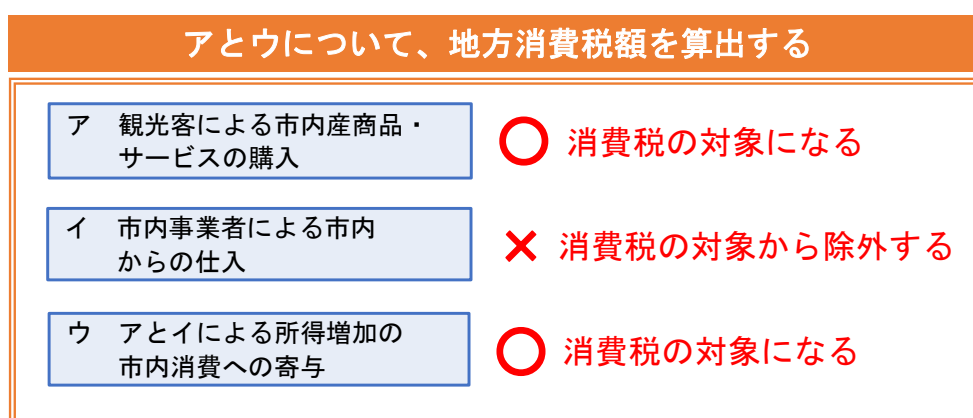 アとウについて、地方消費税額を算出する
ア 観光客による市内産商品・
サービスの購入
○ 消費税の対象になる
イ 市内事業者による市内
からの仕入
× 消費税の対象から除外する
ウ アとイによる所得増加の
市内消費への寄与
○ 消費税の対象になる